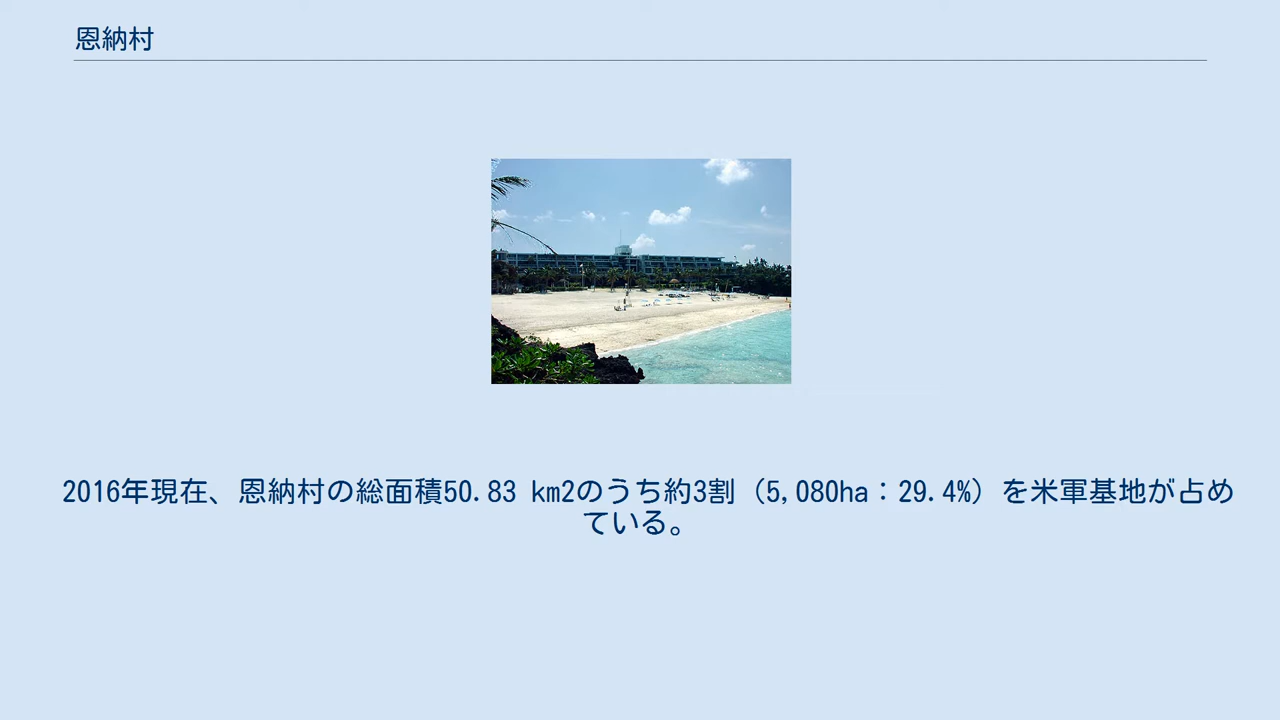 恩納村
2016年現在、恩納村の総面積50.83 km2のうち約3割（5,080ha：29.4%）を米軍基地が占め
ている。